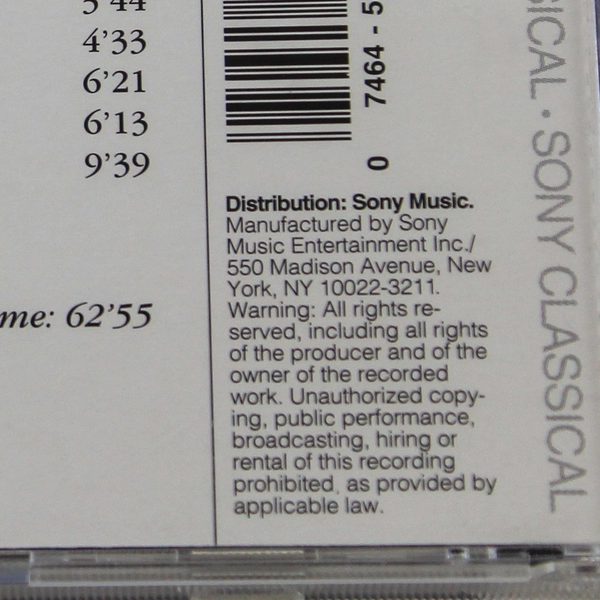 5'44
4'33
6'21
6'13
9'39
me: 62'55
0 7464-5
Distribution: Sony Music.
Manufactured by Sony
Music Entertainment Inc./
550 Madison Avenue, New
York, NY 10022-3211.
Warning: All rights re-
served, including all rights
of the producer and of the
owner of the recorded
work. Unauthorized copy-
ing, public performance,
broadcasting, hiring or
rental of this recording
prohibited, as provided by
applicable law.
SICAL · SONY CLASSICAL